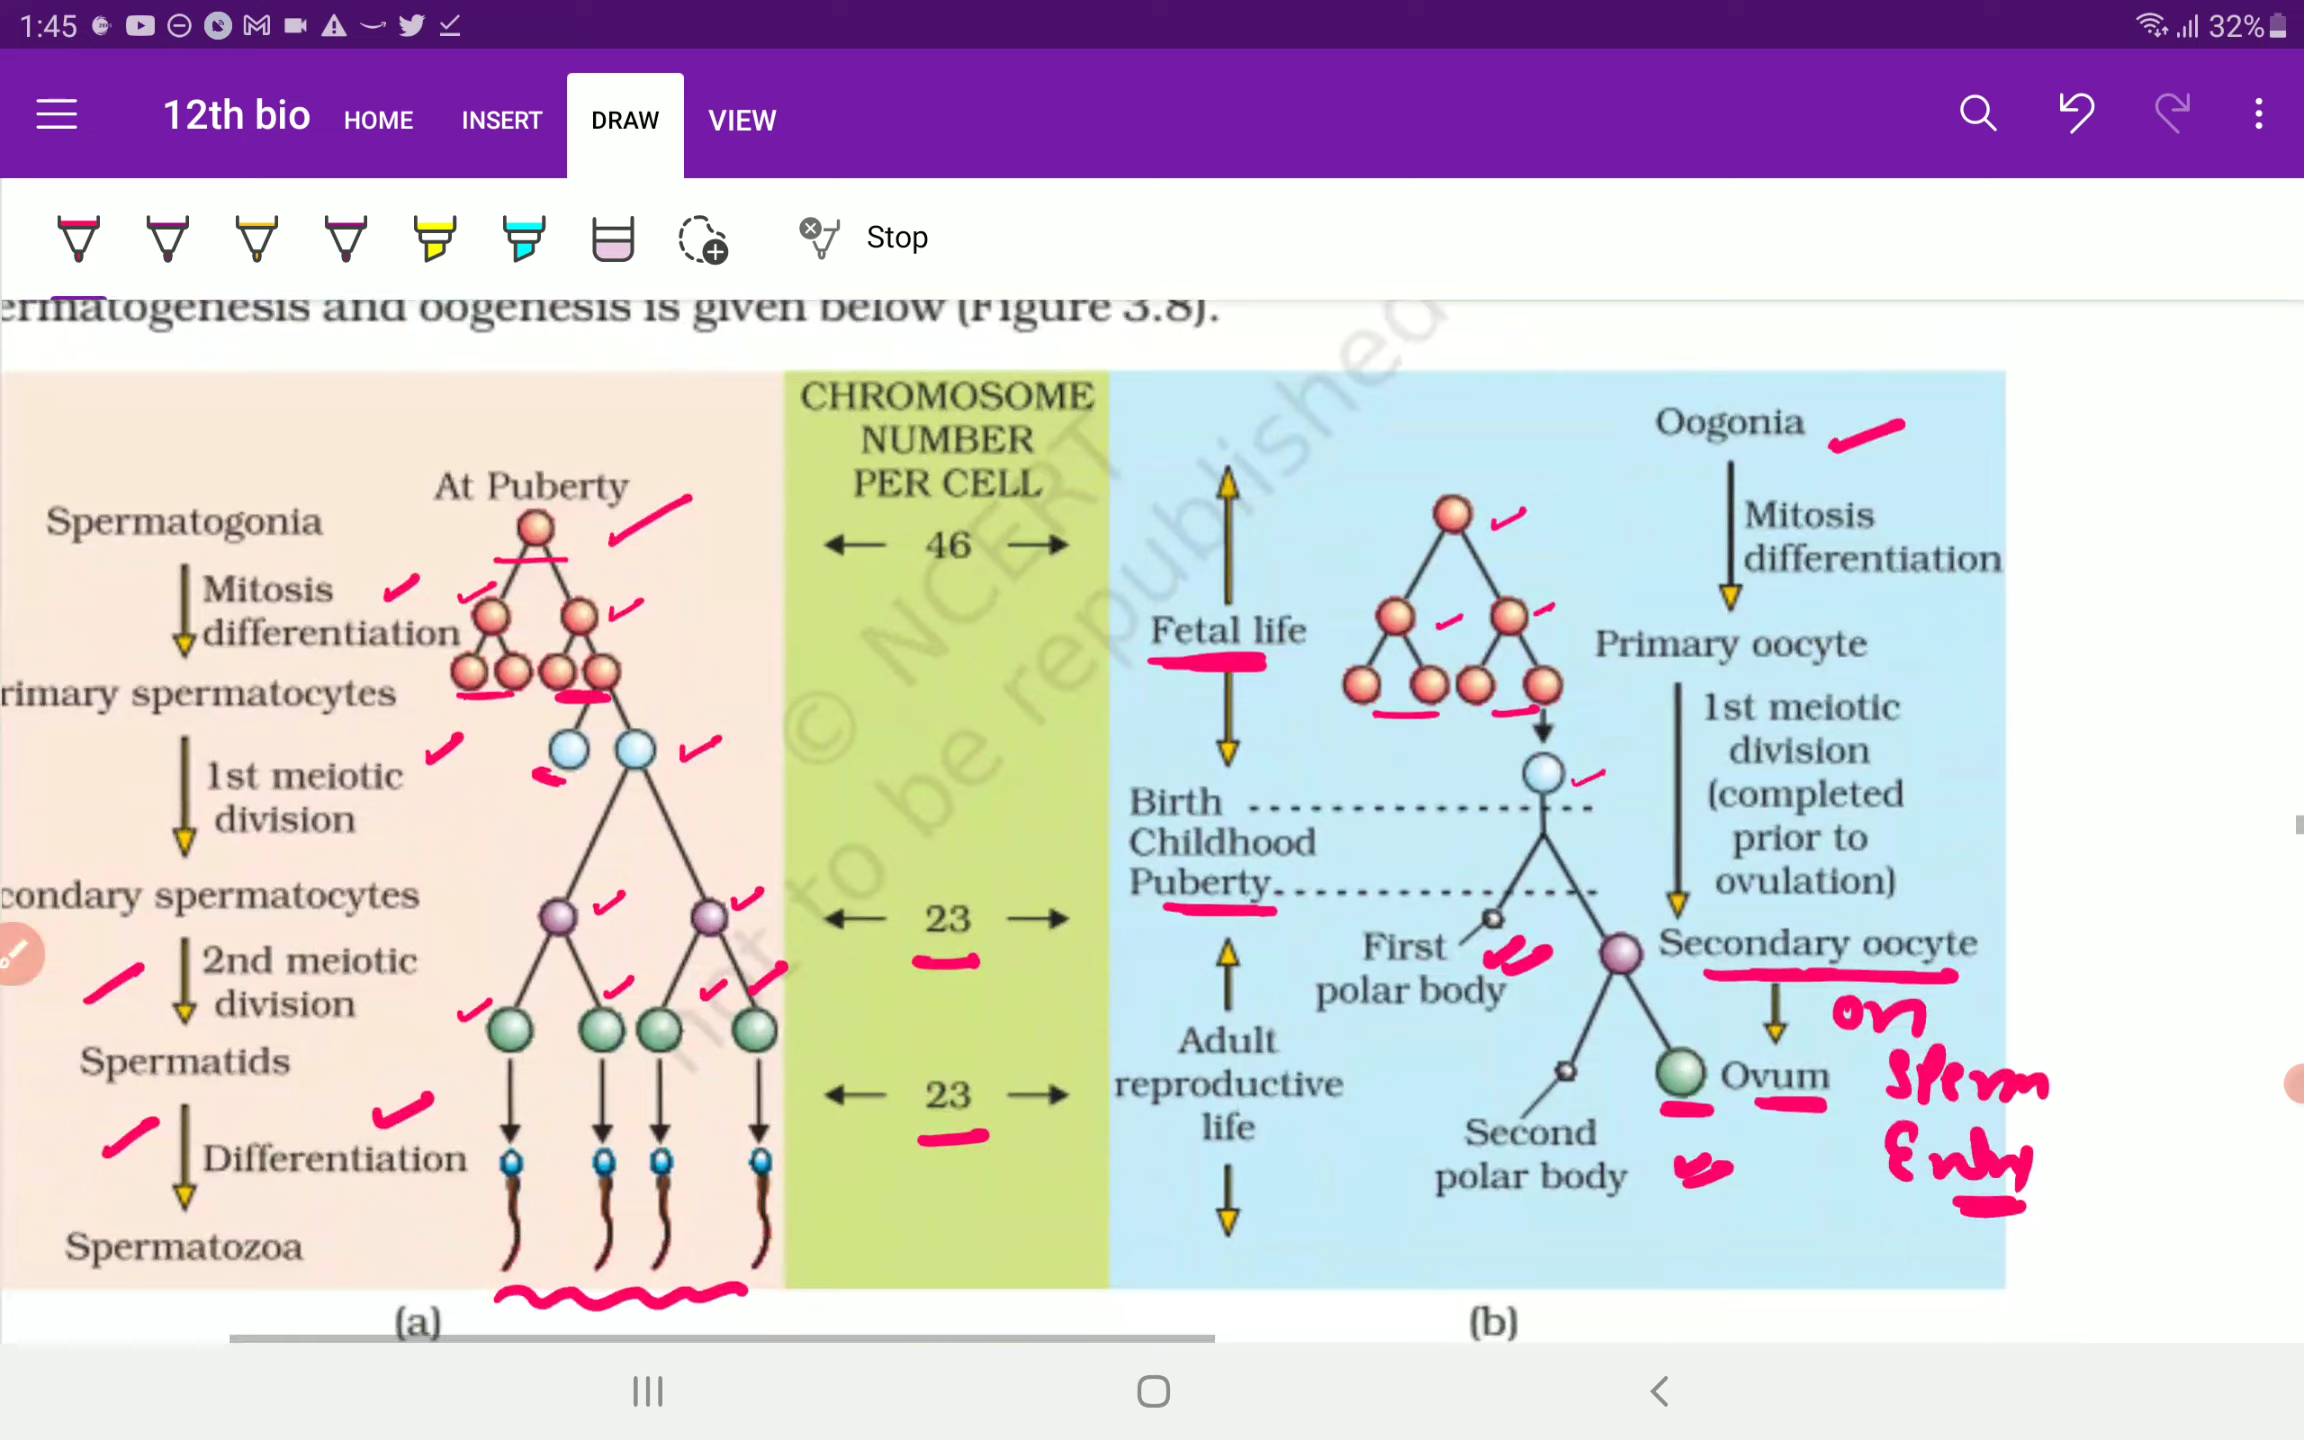 1:45
32%
12th bio
HOME
INSERT
DRAW
VIEW
Stop
ermatogenesis and oogenesis is given below (Figure 3.8).
At Puberty
Spermatogonia
Mitosis
differentiation
rimary spermatocytes
1st meiotic
division
condary spermatocytes
2nd meiotic
division
Spermatids
Differentiation
Spermatozoa
(a)
CHROMOSOME
NUMBER
PER CELL
46
23
23
Fetal life
Birth
Childhood
Puberty
Adult
reproductive
life
First
polar body
Second
polar body
Oogonia
Mitosis
differentiation
Primary oocyte
1st meiotic
division
(completed
prior to
ovulation)
Secondary oocyte
Ovum
on
Sperm
Entry
(b)
© NCERT
not to be republished